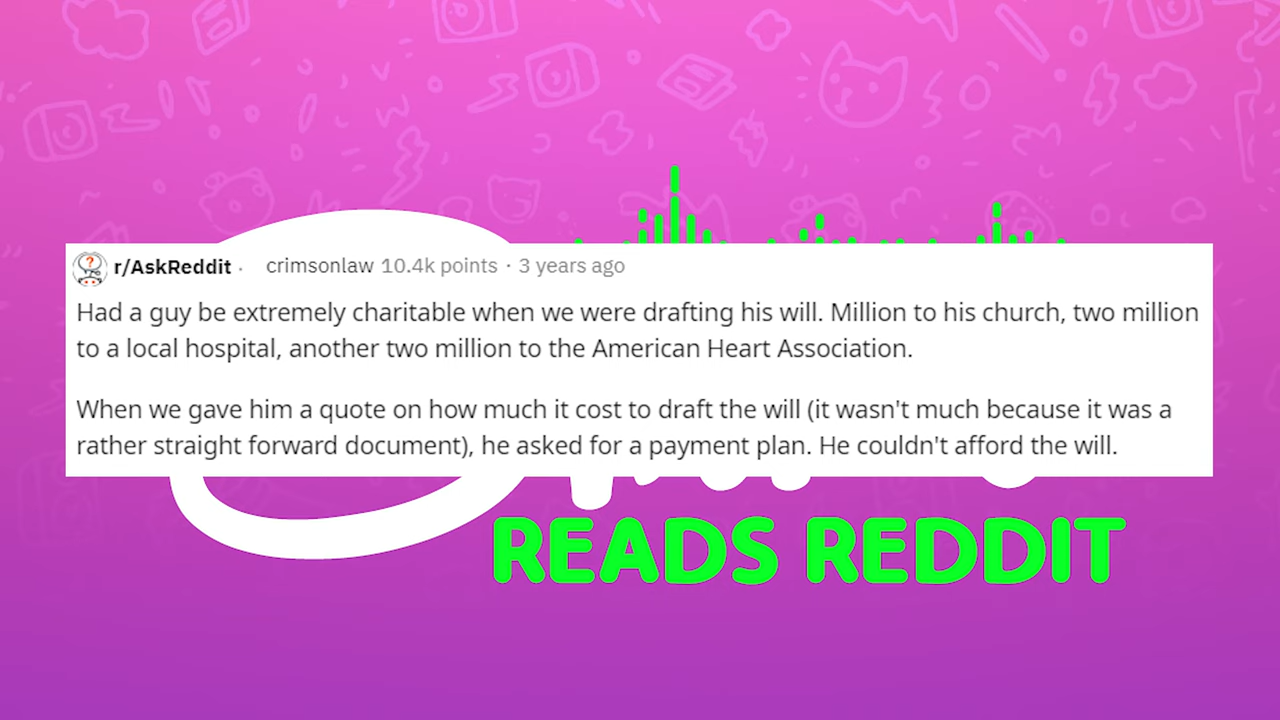 r/AskReddit · crimsonlaw 10.4k points · 3 years ago
Had a guy be extremely charitable when we were drafting his will. Million to his church, two million
to a local hospital, another two million to the American Heart Association.
When we gave him a quote on how much it cost to draft the will (it wasn't much because it was a
rather straight forward document), he asked for a payment plan. He couldn't afford the will.
READS REDDIT